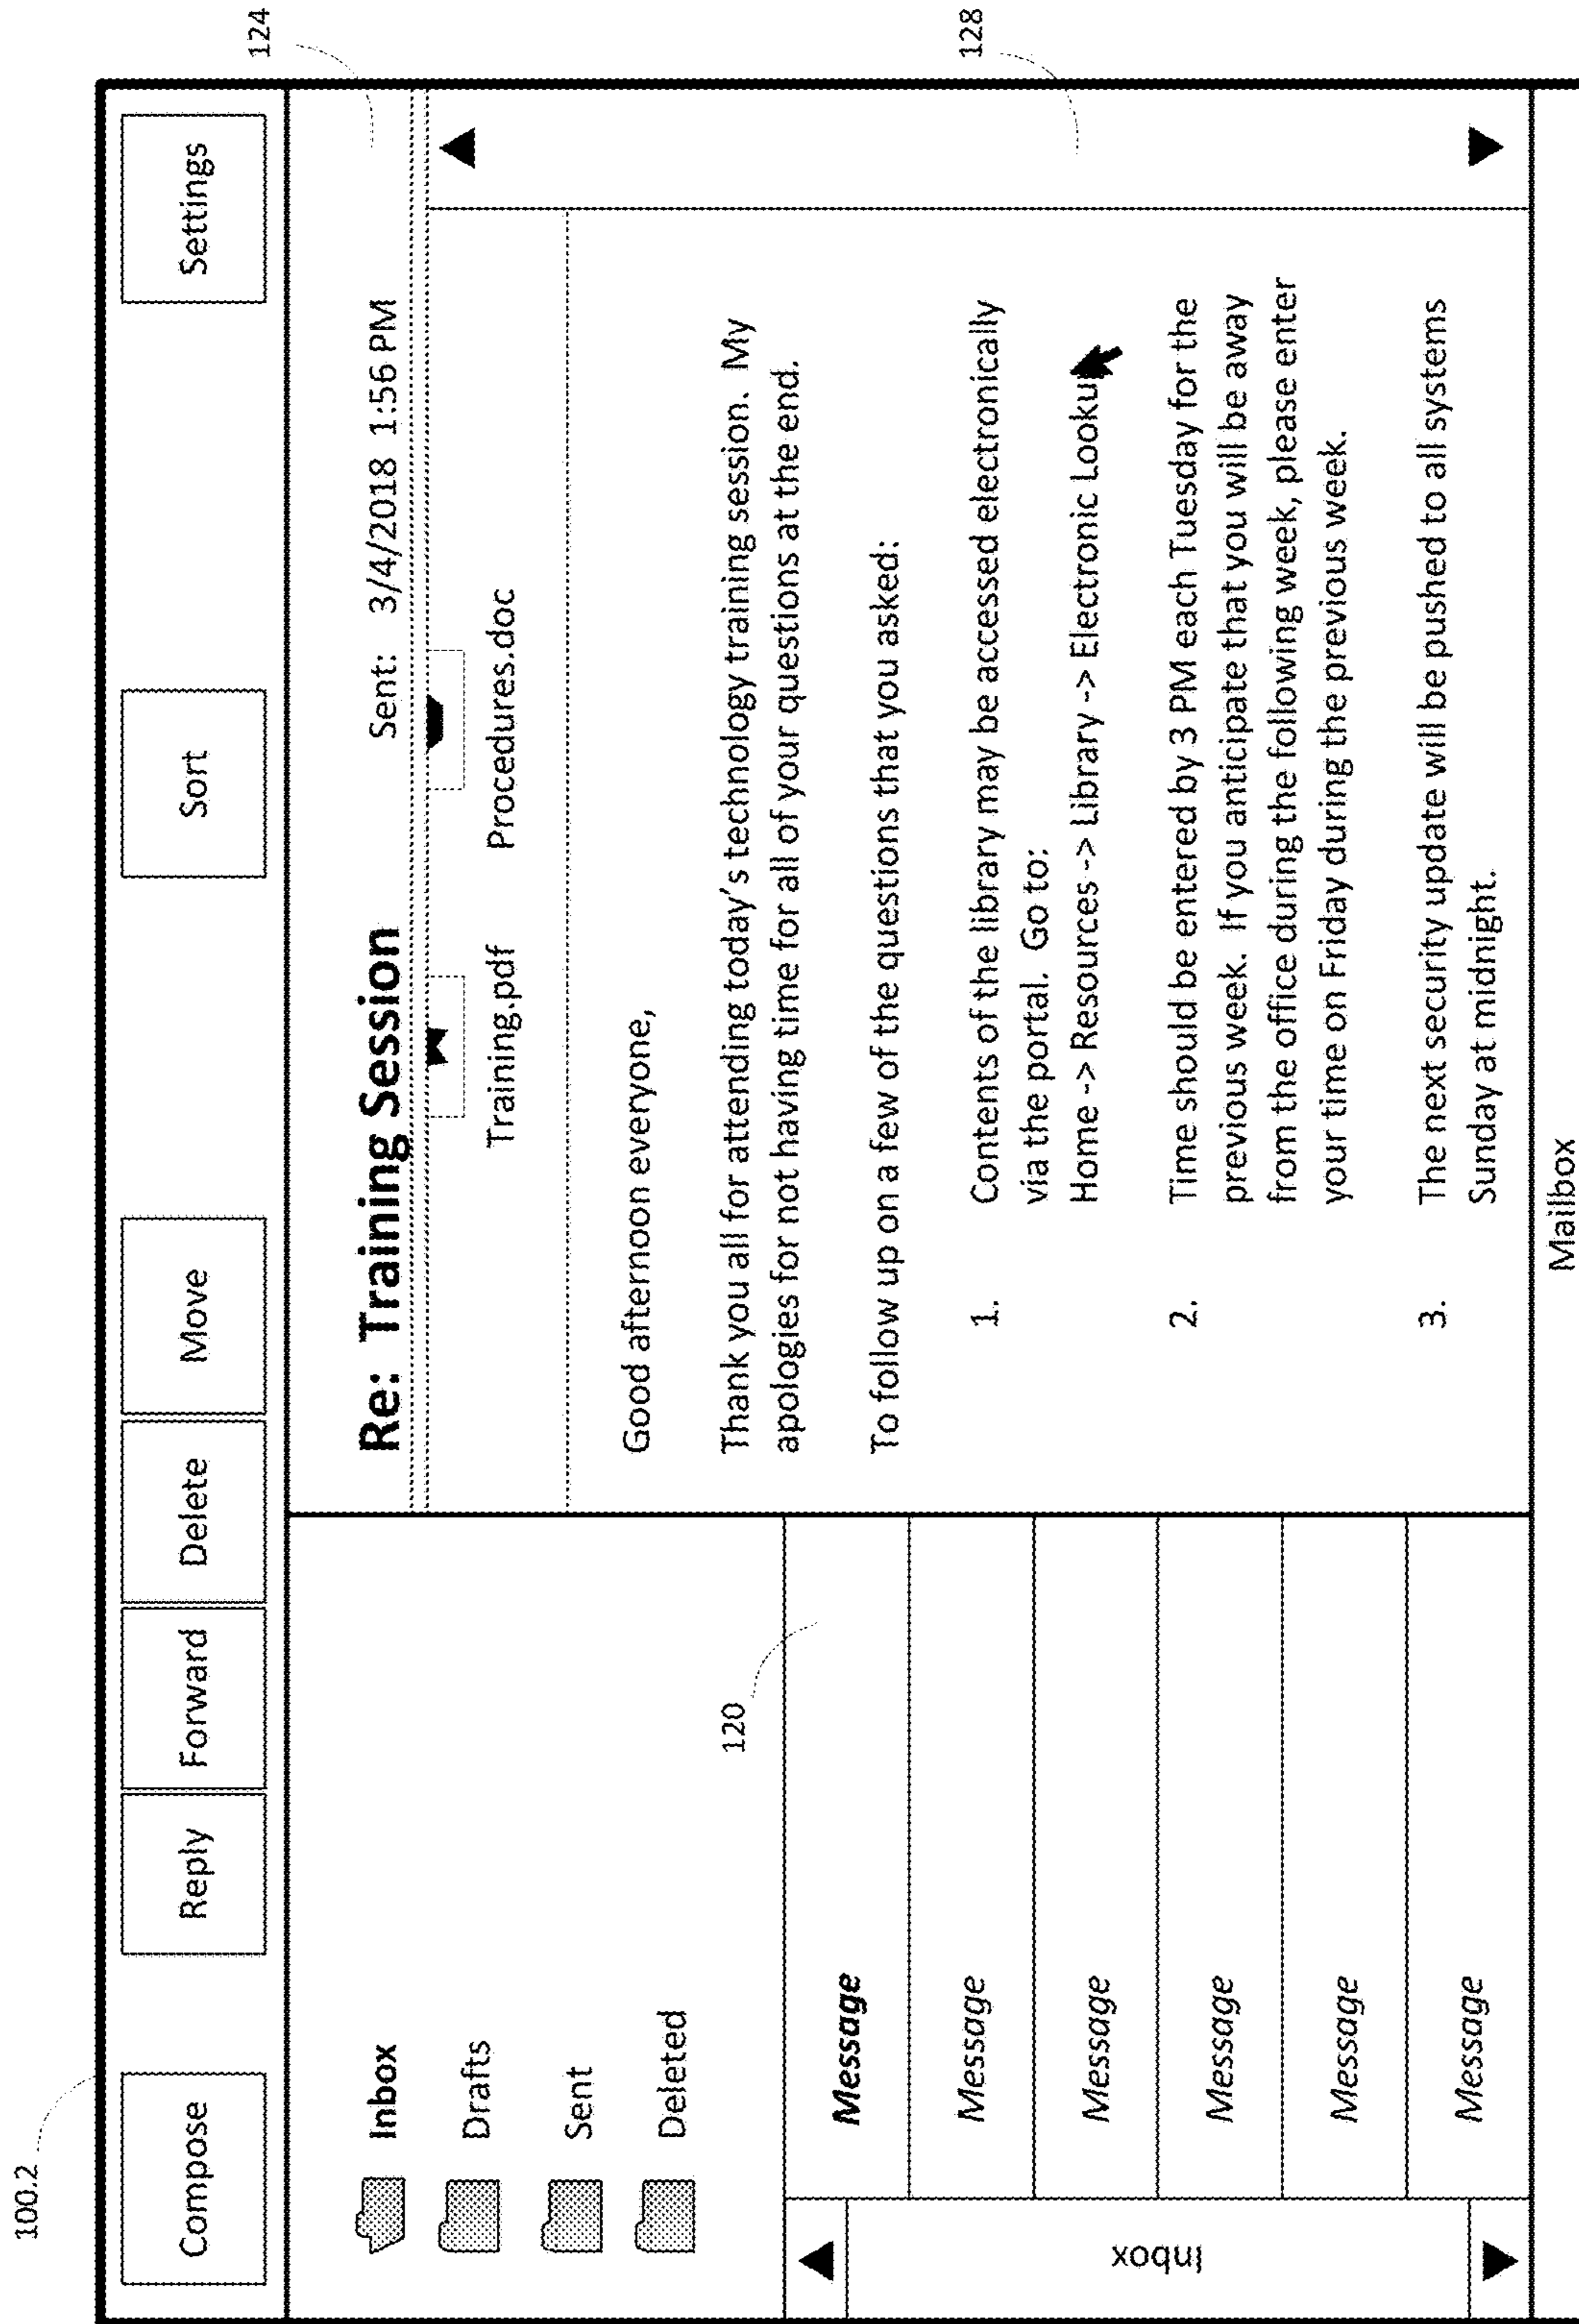 100.2
Compose Reply Forward Delete Move Sort Settings
124
Inbox
Drafts
Sent
Deleted
Re: Training Session Sent: 3/4/2018 1:56 PM
Training.pdf Procedures.doc
Good afternoon everyone,
Thank you all for attending today's technology training session. My
apologies for not having time for all of your questions at the end.
To follow up on a few of the questions that you asked:
1. Contents of the library may be accessed electronically
via the portal. Go to:
Home -> Resources -> Library -> Electronic Lookup
2. Time should be entered by 3 PM each Tuesday for the
previous week. If you anticipate that you will be away
from the office during the following week, please enter
your time on Friday during the previous week.
3. The next security update will be pushed to all systems
Sunday at midnight.
128
120
Inbox
Message
Message
Message
Message
Message
Message
Mailbox